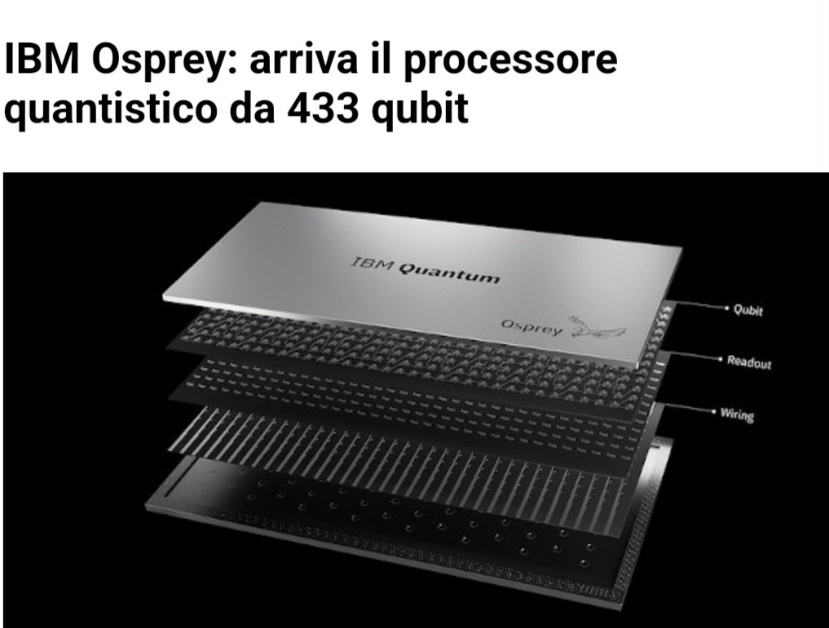 IBM Osprey: arriva il processore
quantistico da 433 qubit
IBM Quantum
Osprey
Qubit
Readout
Wiring